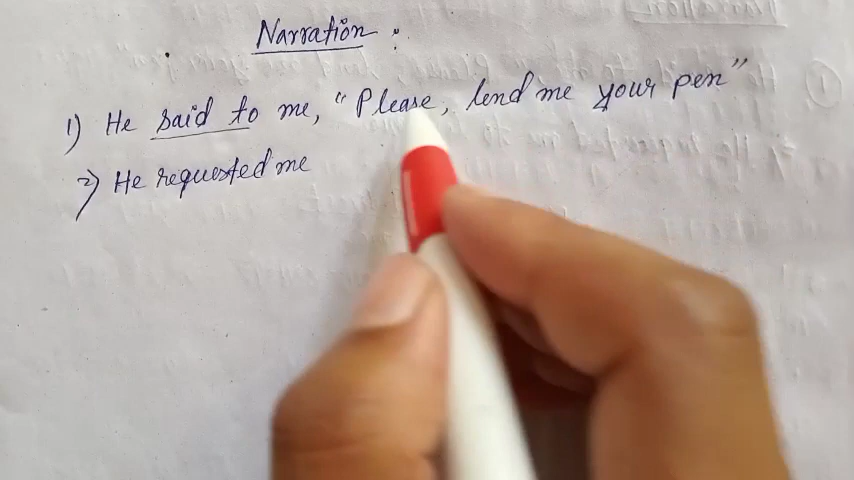 Narration :
1) He said to me, "Please, lend me your pen"
2) He requested me